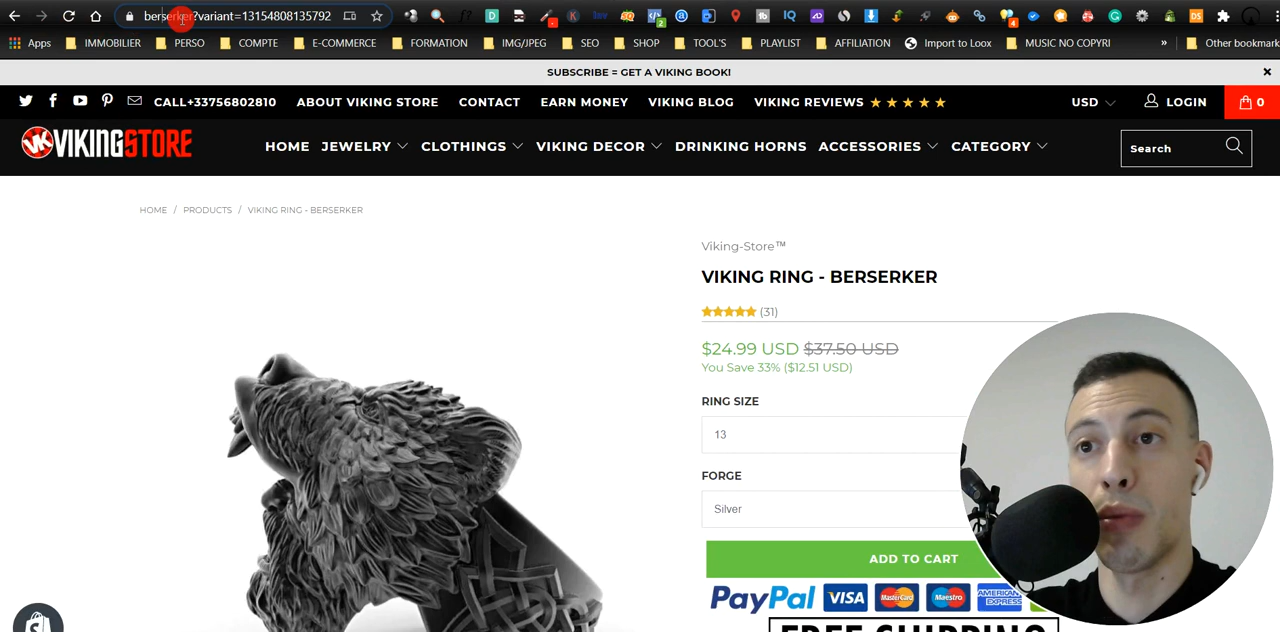 berserker?variant=13154808135792
Apps IMMOBILIER PERSO COMPTE E-COMMERCE FORMATION IMG/JPEG SEO SHOP TOOL'S PLAYLIST AFFILIATION Import to Loox MUSIC NO COPYRI » Other bookmark
SUBSCRIBE = GET A VIKING BOOK!
CALL+33756802810 ABOUT VIKING STORE CONTACT EARN MONEY VIKING BLOG VIKING REVIEWS ★ ★ ★ ★ ★ USD LOGIN 0
VK VIKINGSTORE HOME JEWELRY CLOTHINGS VIKING DECOR DRINKING HORNS ACCESSORIES CATEGORY Search
HOME / PRODUCTS / VIKING RING - BERSERKER
Viking-Store™
VIKING RING - BERSERKER
★★★★★ (31)
$24.99 USD $37.50 USD
You Save 33% ($12.51 USD)
RING SIZE
13
FORGE
Silver
ADD TO CART
PayPal VISA MasterCard Maestro AMERICAN EXPRESS
FREE SHIPPING